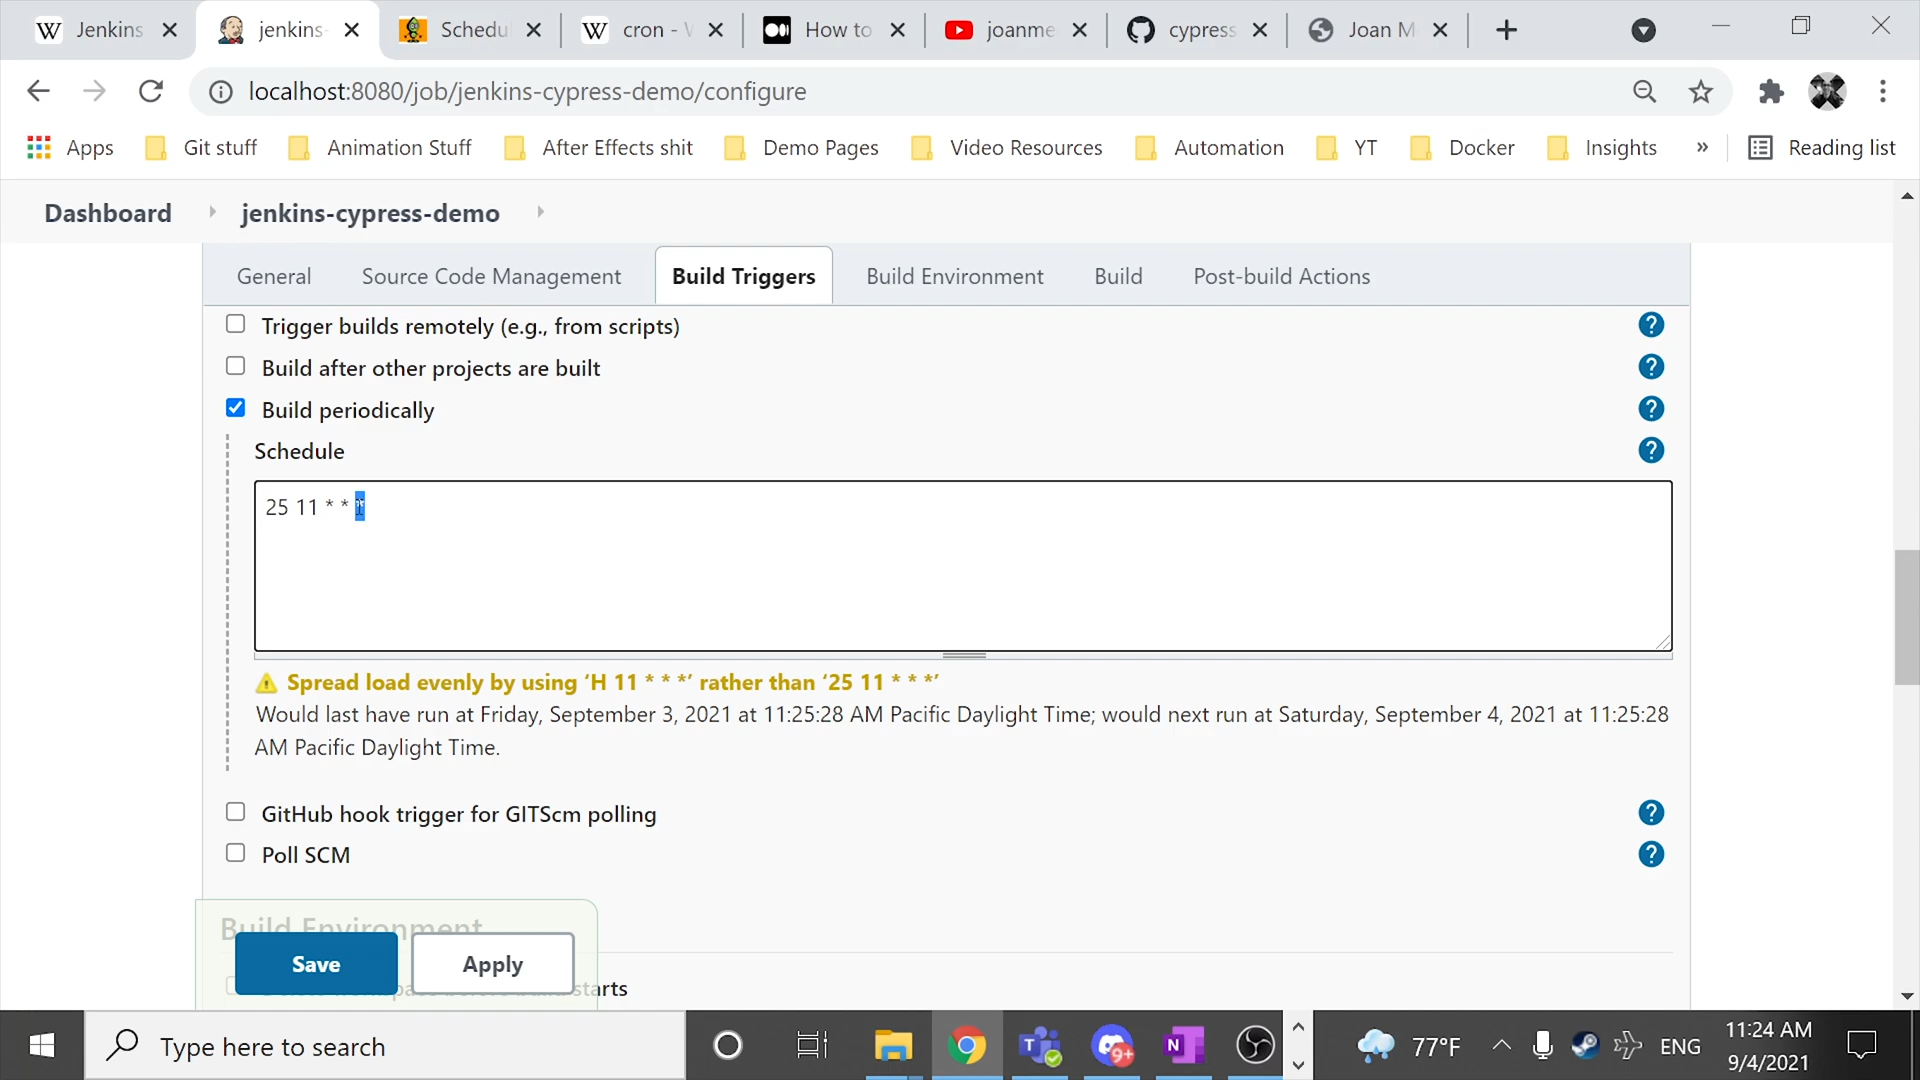 Jenkins
jenkins-
Schedu
cron - W
How to
joanme
cypress
Joan M
localhost:8080/job/jenkins-cypress-demo/configure
Apps
Git stuff
Animation Stuff
After Effects shit
Demo Pages
Video Resources
Automation
YT
Docker
Insights
»
Reading list
Dashboard
jenkins-cypress-demo
General
Source Code Management
Build Triggers
Build Environment
Build
Post-build Actions
Trigger builds remotely (e.g., from scripts)
Build after other projects are built
Build periodically
Schedule
25 11 * * *
Spread load evenly by using ‘H 11 * * *’ rather than ‘25 11 * * *’
Would last have run at Friday, September 3, 2021 at 11:25:28 AM Pacific Daylight Time; would next run at Saturday, September 4, 2021 at 11:25:28
AM Pacific Daylight Time.
GitHub hook trigger for GITScm polling
Poll SCM
Build Environment
Save
Apply
starts
Type here to search
9+
77°F
ENG
11:24 AM
9/4/2021